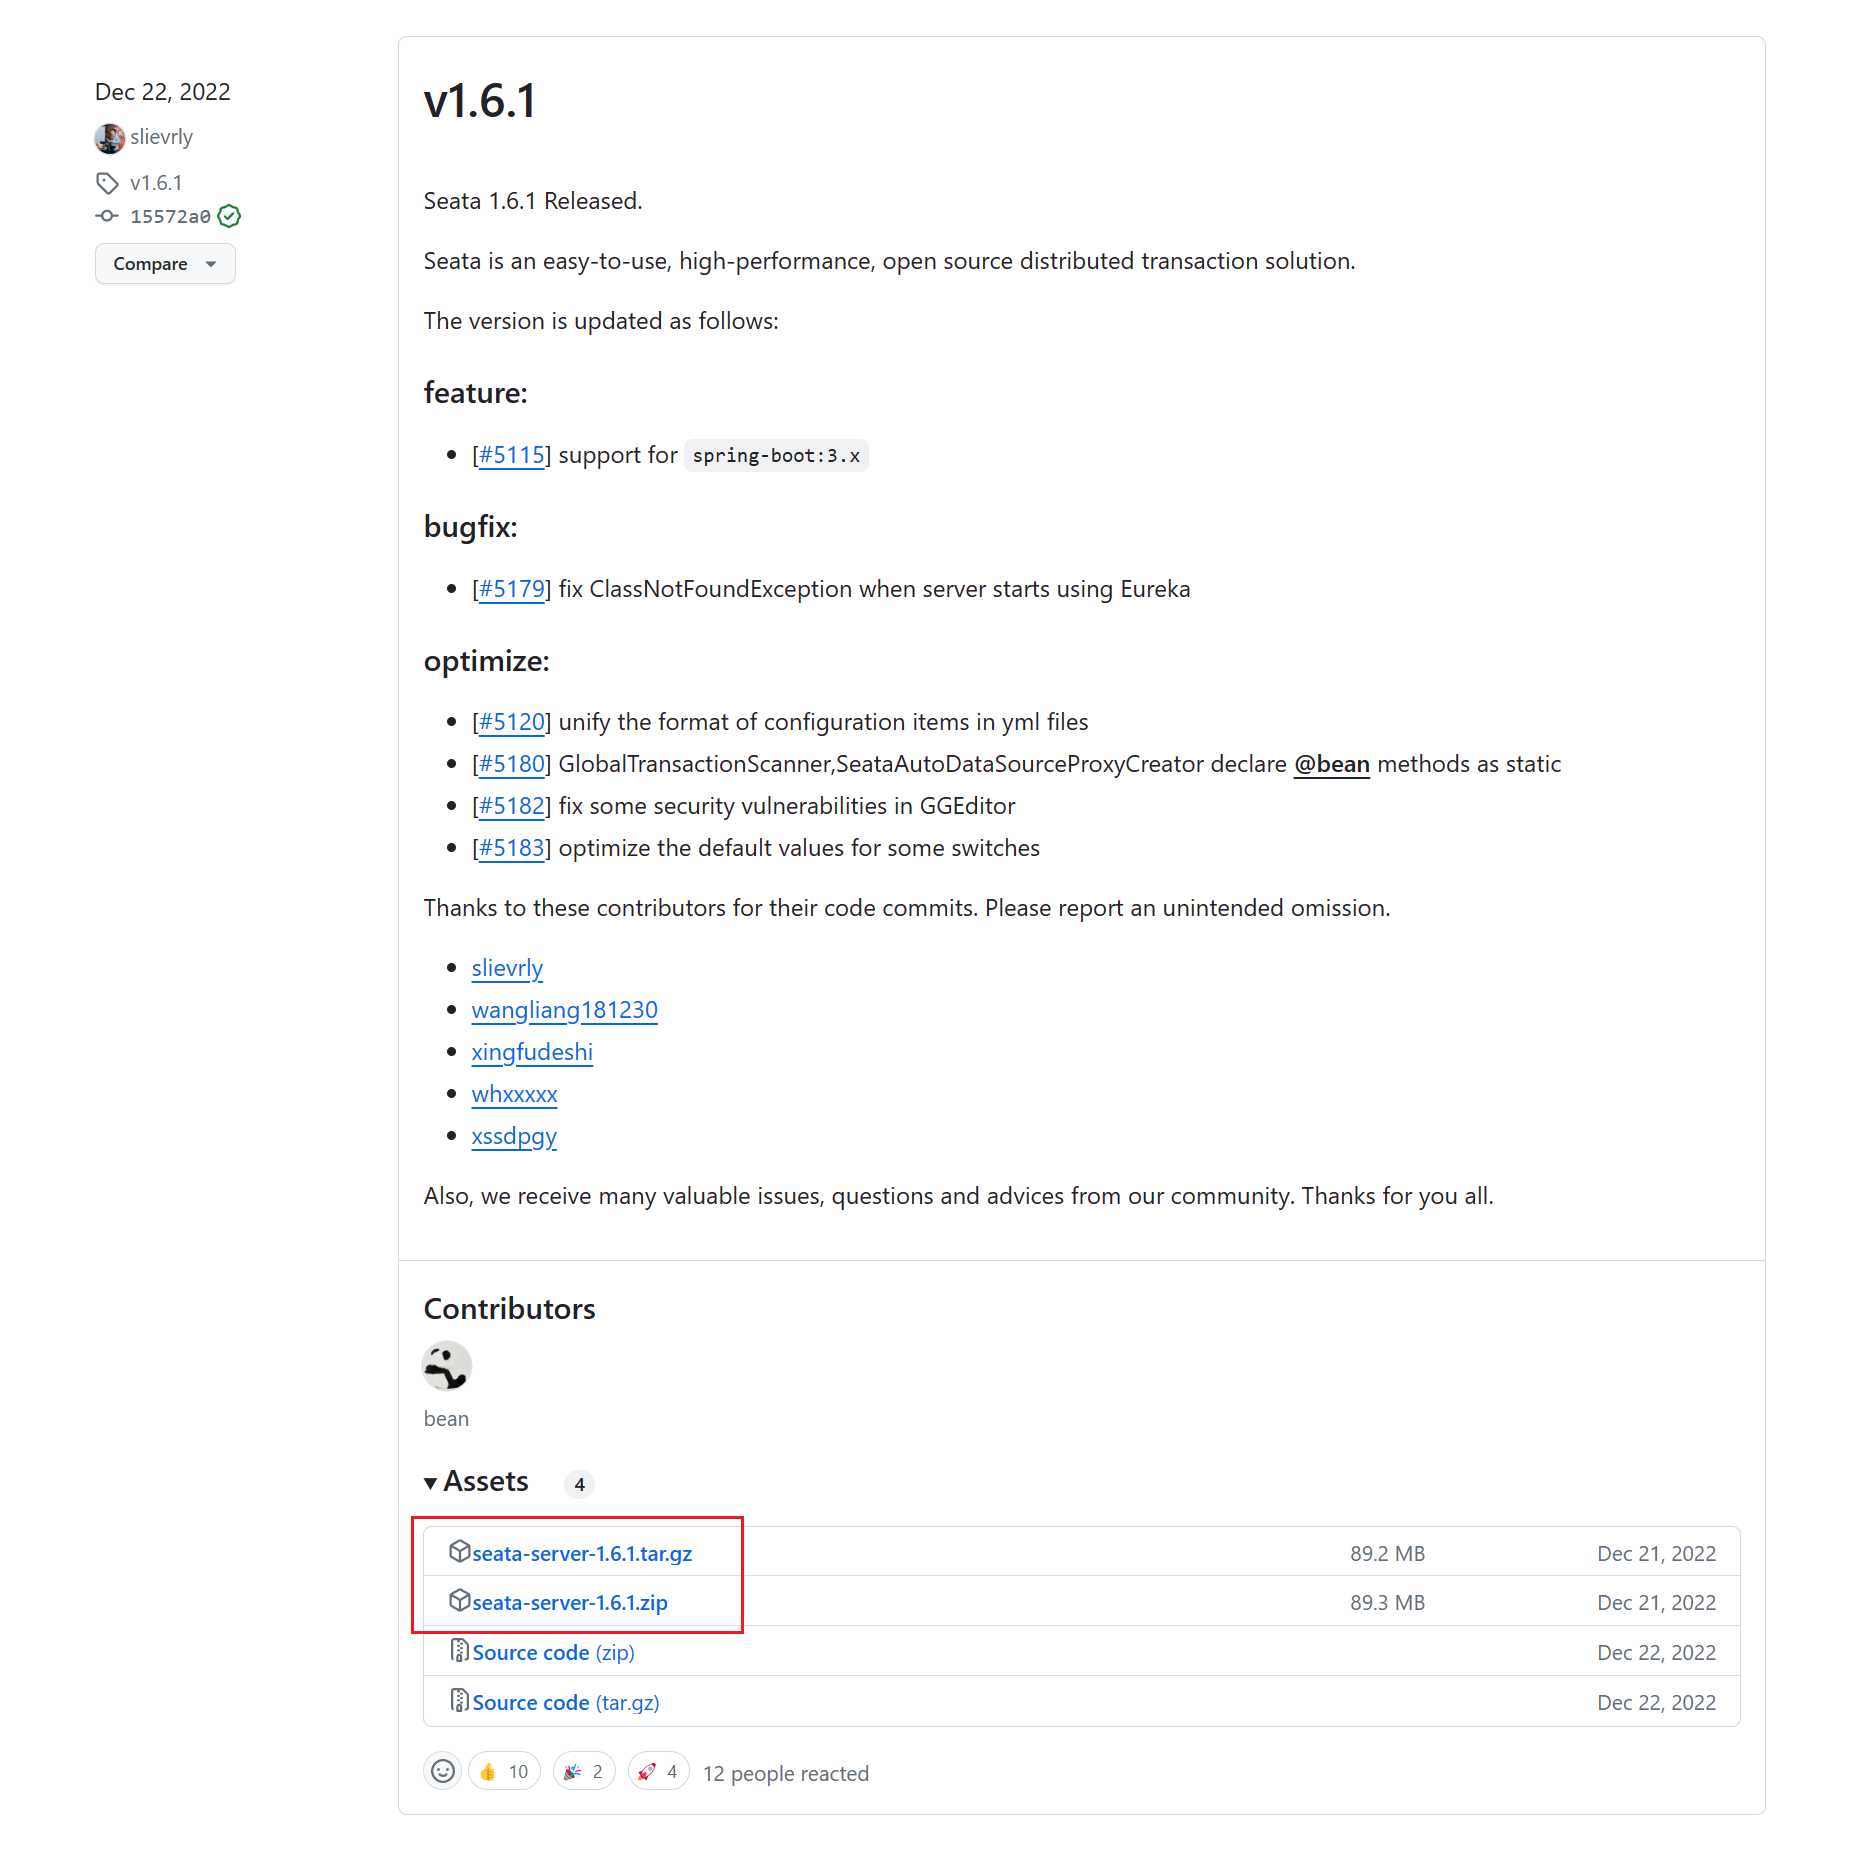 Dec 22, 2022
slievrly
v1.6.1
15572a0
Compare
v1.6.1
Seata 1.6.1 Released.
Seata is an easy-to-use, high-performance, open source distributed transaction solution.
The version is updated as follows:
feature:
[#5115] support for spring-boot:3.x
bugfix:
[#5179] fix ClassNotFoundException when server starts using Eureka
optimize:
[#5120] unify the format of configuration items in yml files
[#5180] GlobalTransactionScanner,SeataAutoDataSourceProxyCreator declare @bean methods as static
[#5182] fix some security vulnerabilities in GGEditor
[#5183] optimize the default values for some switches
Thanks to these contributors for their code commits. Please report an unintended omission.
slievrly
wangliang181230
xingfudeshi
whxxxxx
xssdpgy
Also, we receive many valuable issues, questions and advices from our community. Thanks for you all.
Contributors
bean
Assets 4
seata-server-1.6.1.tar.gz 89.2 MB Dec 21, 2022
seata-server-1.6.1.zip 89.3 MB Dec 21, 2022
Source code (zip) Dec 22, 2022
Source code (tar.gz) Dec 22, 2022
10 2 4 12 people reacted